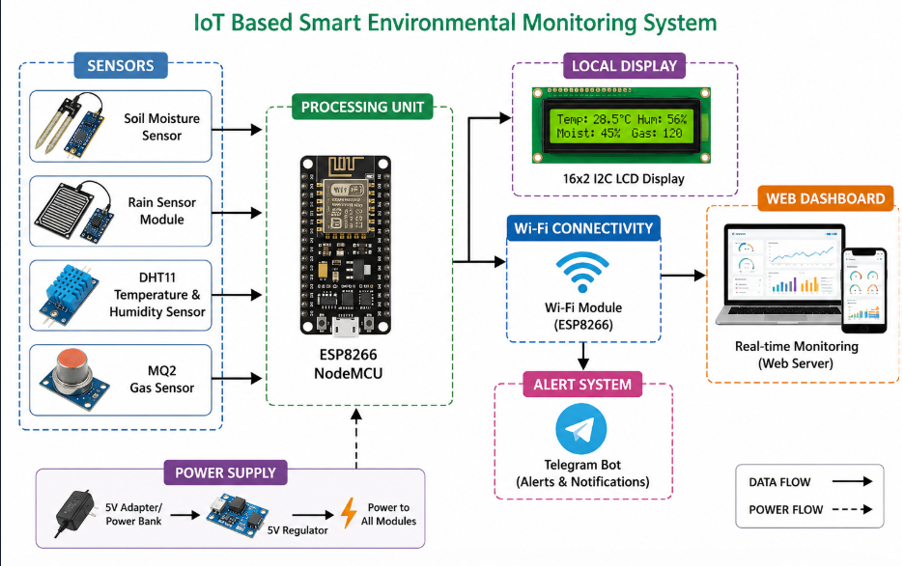 IoT Based Smart Environmental Monitoring System
SENSORS
Soil Moisture
Sensor
Rain Sensor
Module
DHT11
Temperature &
Humidity Sensor
MQ2
Gas Sensor
PROCESSING UNIT
ESP8266
NodeMCU
LOCAL DISPLAY
Temp: 28.5°C Hum: 56%
Moist: 45% Gas: 120
16x2 I2C LCD Display
Wi-Fi CONNECTIVITY
Wi-Fi Module
(ESP8266)
WEB DASHBOARD
Real-time Monitoring
(Web Server)
ALERT SYSTEM
Telegram Bot
(Alerts & Notifications)
POWER SUPPLY
5V Adapter/
Power Bank
5V Regulator
Power to
All Modules
DATA FLOW
POWER FLOW